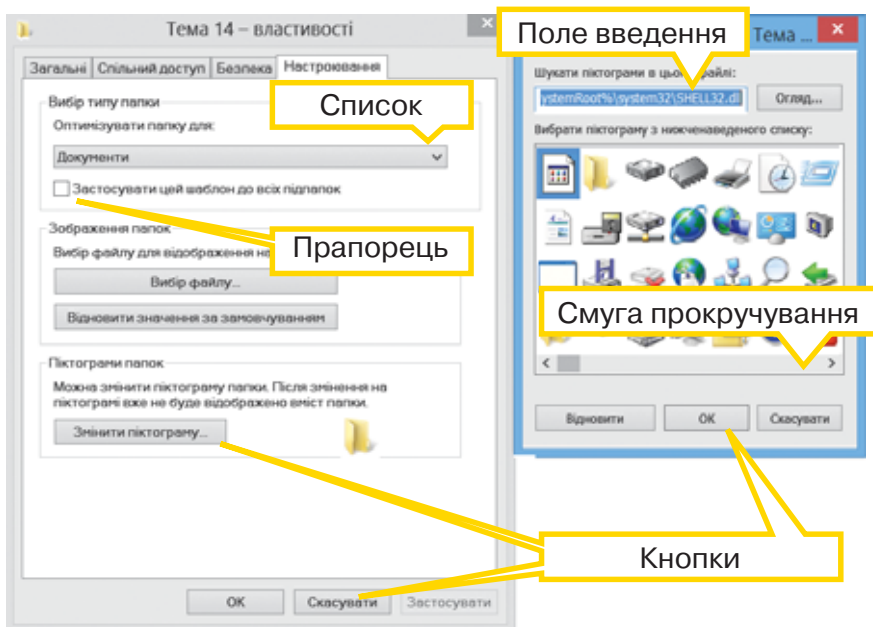 Тема 14 – властивості
Загальні Спільний доступ Безпека Настроювання
Вибір типу папки
Оптимізувати папку для:
Список
Документи
Застосувати цей шаблон до всіх підпапок
Прапорець
Зображення папок
Вибір файлу для відображення на
Вибір файлу...
Відновити значення за замовчуванням
Піктограми папок
Можна змінити піктограму папки. Після змінення на
піктограмі вже не буде відображено вміст папки.
Змінити піктограму...
ОК Скасувати Застосувати
Поле введення
Тема ...
Шукати піктограми в цьому файлі:
ystemRoot%\system32\SHELL32.dl
Огляд...
Вибрати піктограму з нижченаведеного списку:
Смуга прокручування
Відновити ОК Скасувати
Кнопки